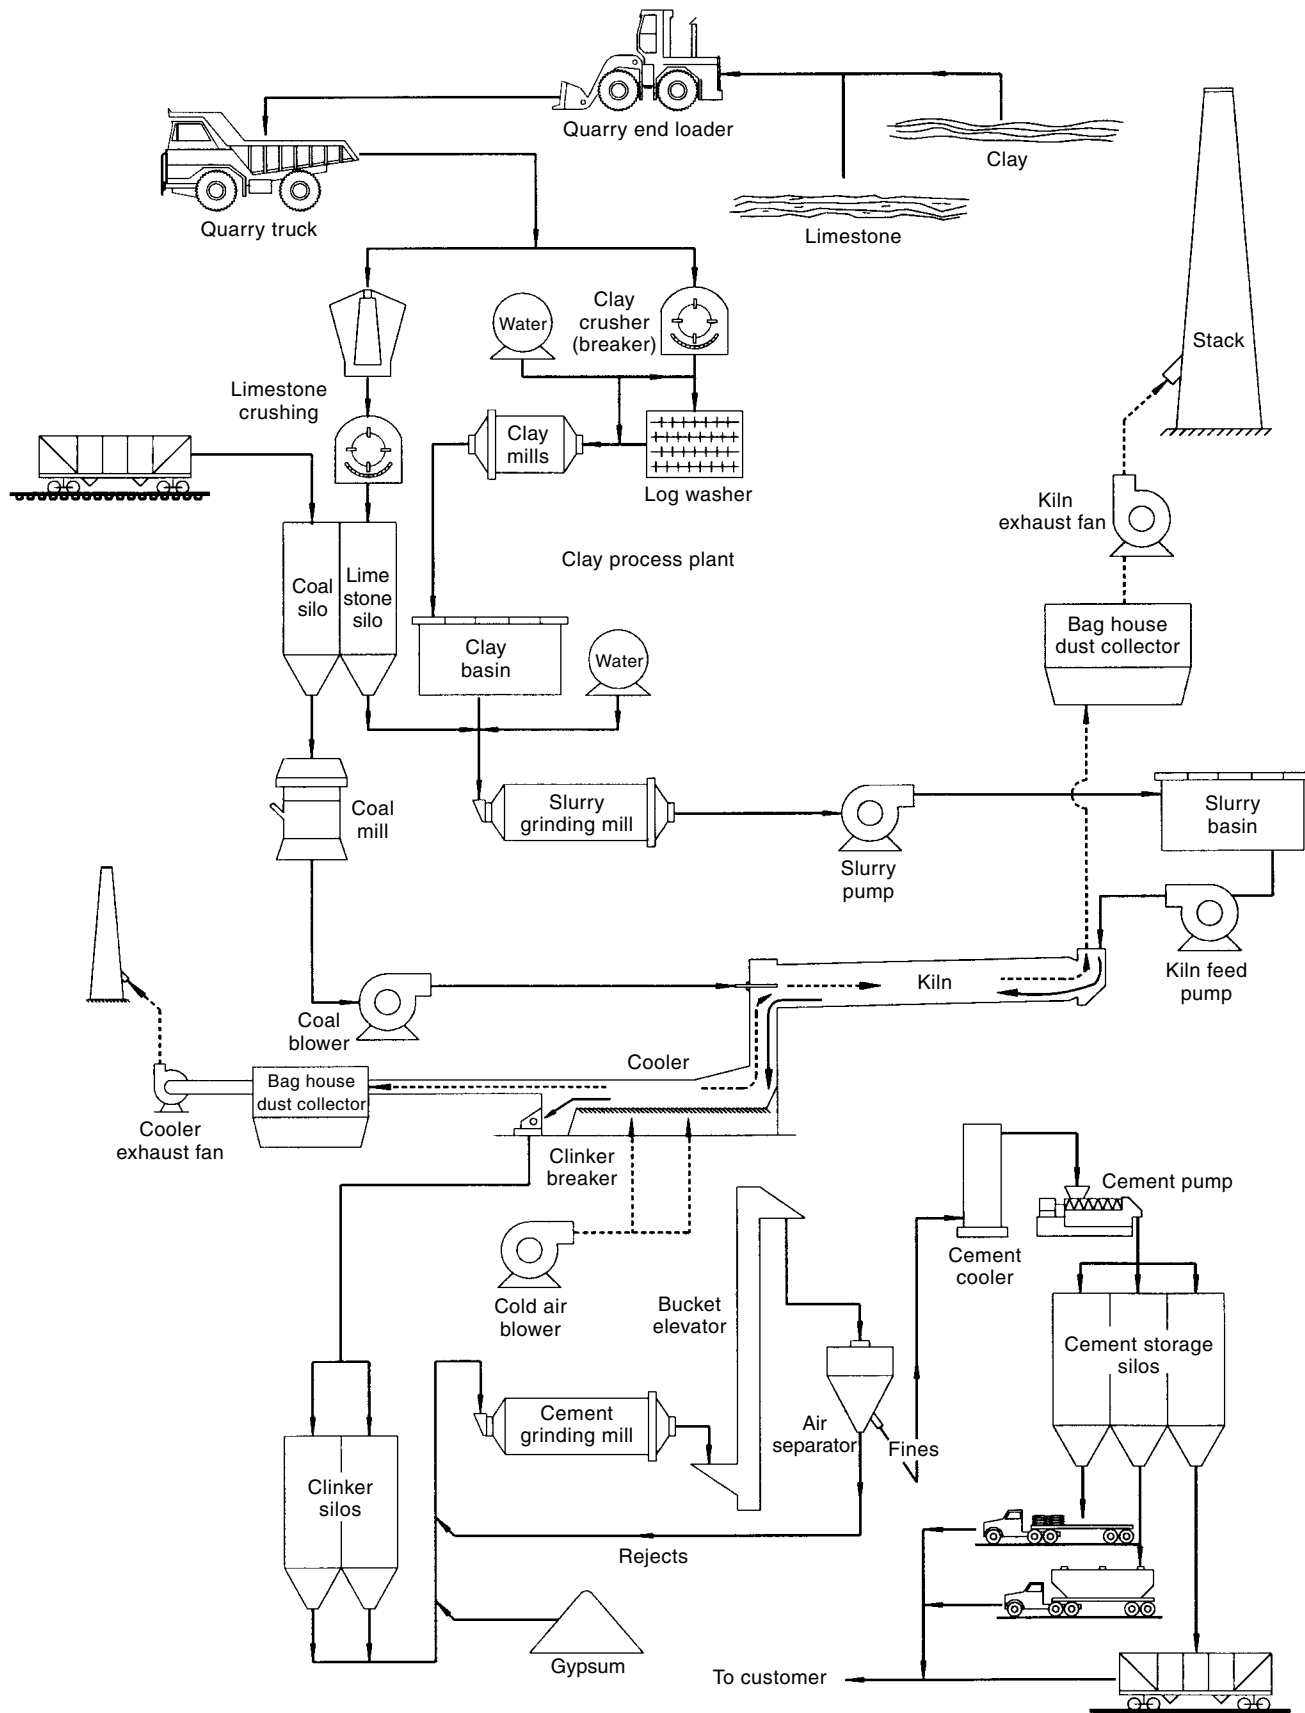 Quarry end loader
Clay
Quarry truck
Limestone
Water
Clay
crusher
(breaker)
Stack
Limestone
crushing
Clay
mills
Log washer
Kiln
exhaust fan
Clay process plant
Coal
silo
Lime
stone
silo
Clay
basin
Water
Bag house
dust collector
Coal
mill
Slurry
grinding mill
Slurry
pump
Slurry
basin
Kiln feed
pump
Kiln
Coal
blower
Cooler
Bag house
dust collector
Cooler
exhaust fan
Clinker
breaker
Cement pump
Cement
cooler
Cold air
blower
Bucket
elevator
Cement storage
silos
Cement
grinding mill
Air
separator
Fines
Clinker
silos
Rejects
Gypsum
To customer